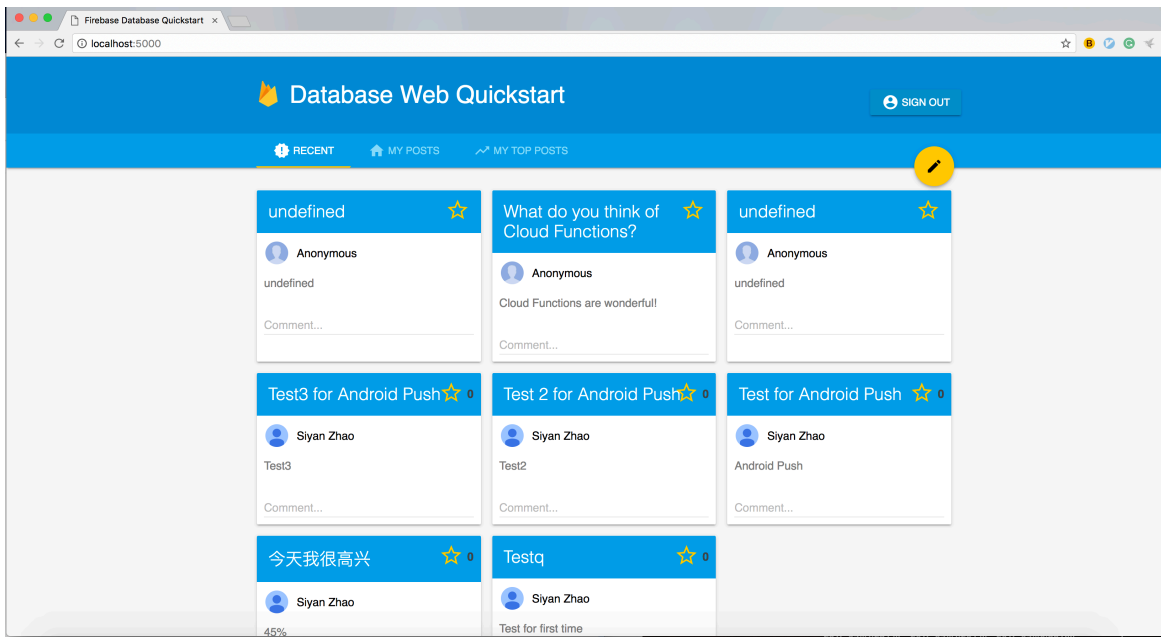 Firebase Database Quickstart
localhost:5000
Database Web Quickstart
SIGN OUT
RECENT
MY POSTS
MY TOP POSTS
undefined
Anonymous
undefined
Comment...
What do you think of
Cloud Functions?
Anonymous
Cloud Functions are wonderful!
Comment...
undefined
Anonymous
undefined
Comment...
Test3 for Android Push 0
Siyan Zhao
Test3
Comment...
Test 2 for Android Push 0
Siyan Zhao
Test2
Comment...
Test for Android Push 0
Siyan Zhao
Android Push
Comment...
今天我很高兴 0
Siyan Zhao
45%
Testq 0
Siyan Zhao
Test for first time